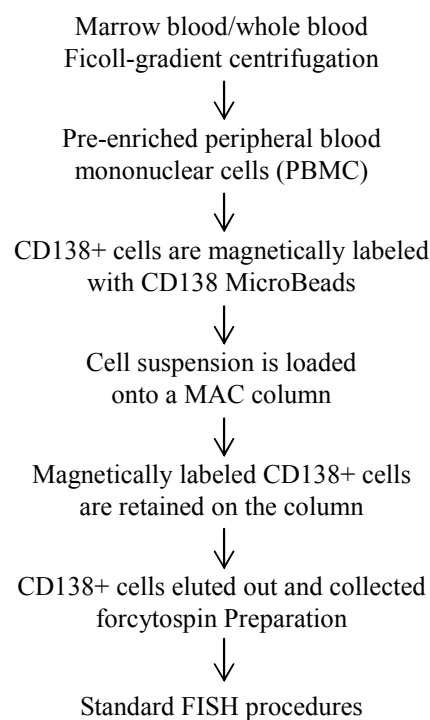 Marrow blood/whole blood
Ficoll-gradient centrifugation
Pre-enriched peripheral blood
mononuclear cells (PBMC)
CD138+ cells are magnetically labeled
with CD138 MicroBeads
Cell suspension is loaded
onto a MAC column
Magnetically labeled CD138+ cells
are retained on the column
CD138+ cells eluted out and collected
forcytospin Preparation
Standard FISH procedures